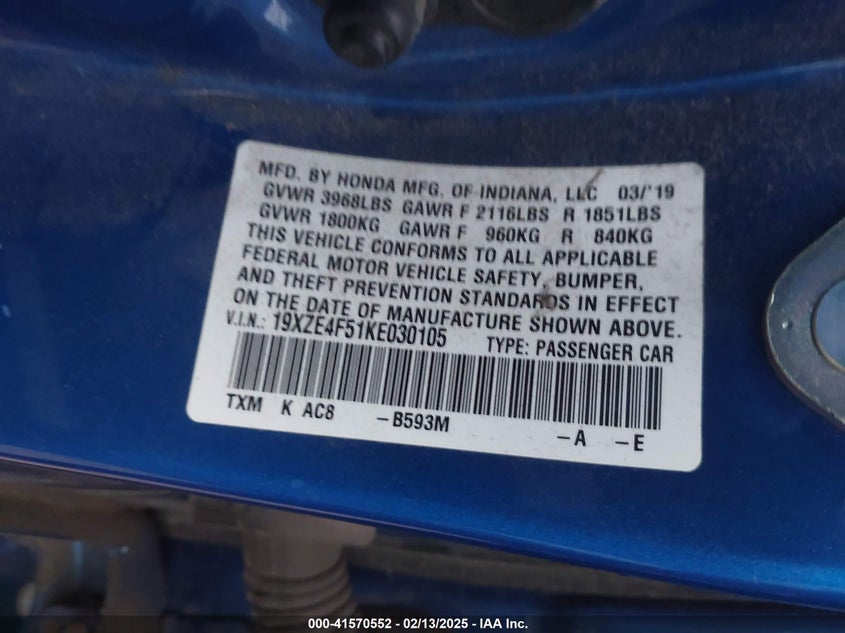 MFD. BY HONDA MFG. OF INDIANA, LLC 03/'19
GVWR 3968LBS GAWR F 2116LBS R 1851LBS
GVWR 1800KG GAWR F 960KG R 840KG
THIS VEHICLE CONFORMS TO ALL APPLICABLE
FEDERAL MOTOR VEHICLE SAFETY, BUMPER,
AND THEFT PREVENTION STANDARDS IN EFFECT
ON THE DATE OF MANUFACTURE SHOWN ABOVE.
V.I.N.: 19XZE4F51KE030105 TYPE: PASSENGER CAR
TXM K AC8 -B593M -A -E
000-41570552 - 02/13/2025 - IAA Inc.